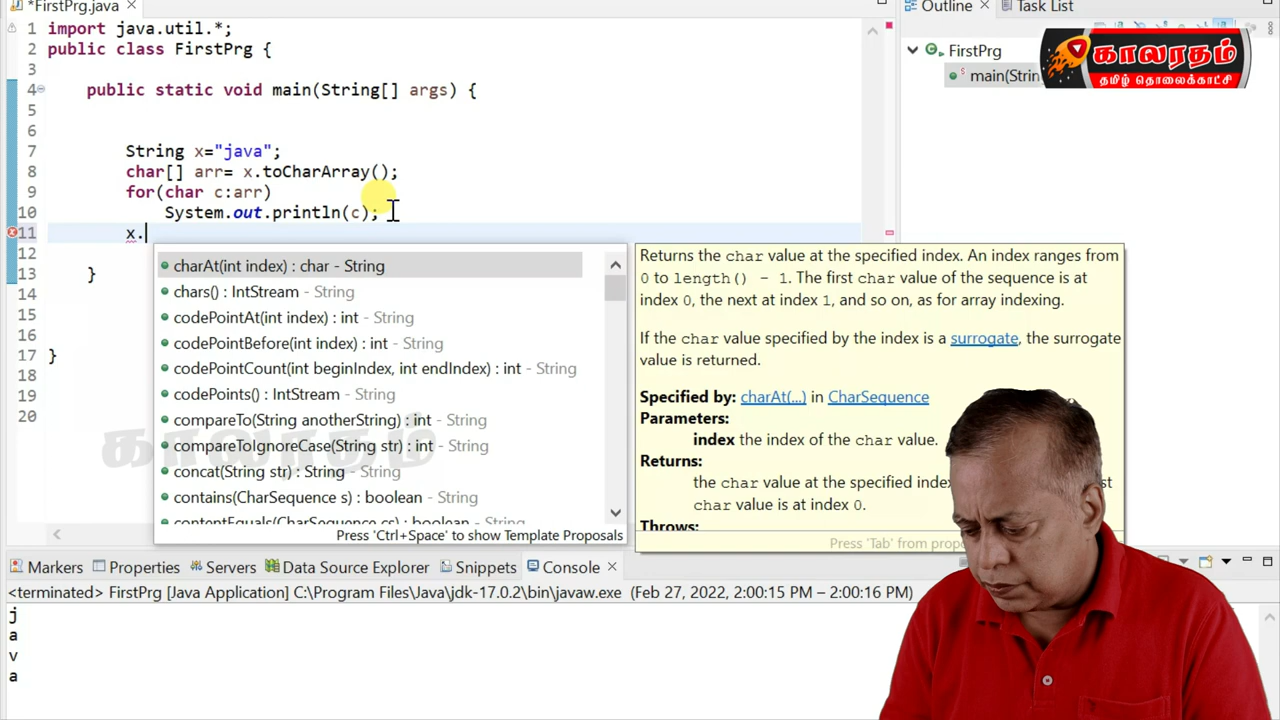 *FirstPrg.java
1 import java.util.*;
2 public class FirstPrg {
3
4 public static void main(String[] args) {
5
6
7 String x="java";
8 char[] arr= x.toCharArray();
9 for(char c:arr)
10 System.out.println(c);
11 x.
12
13 }
14
15
16
17 }
18
19
20
charAt(int index) : char - String
chars() : IntStream - String
codePointAt(int index) : int - String
codePointBefore(int index) : int - String
codePointCount(int beginIndex, int endIndex) : int - String
codePoints() : IntStream - String
compareTo(String anotherString) : int - String
compareToIgnoreCase(String str) : int - String
concat(String str) : String - String
contains(CharSequence s) : boolean - String
contentEquals(CharSequence cs) : boolean - String
Press 'Ctrl+Space' to show Template Proposals
Returns the char value at the specified index. An index ranges from
0 to length() - 1. The first char value of the sequence is at
index 0, the next at index 1, and so on, as for array indexing.
If the char value specified by the index is a surrogate, the surrogate
value is returned.
Specified by: charAt(...) in CharSequence
Parameters:
index the index of the char value.
Returns:
the char value at the specified
char value is at index 0.
Throws:
Press 'Tab' from
Outline Task List
FirstPrg
காலரதம்
தமிழ் தொலைக்காட்சி
காலரதம்
Markers Properties Servers Data Source Explorer Snippets Console
<terminated> FirstPrg [Java Application] C:\Program Files\Java\jdk-17.0.2\bin\javaw.exe (Feb 27, 2022, 2:00:15 PM – 2:00:16 PM)
j
a
v
a